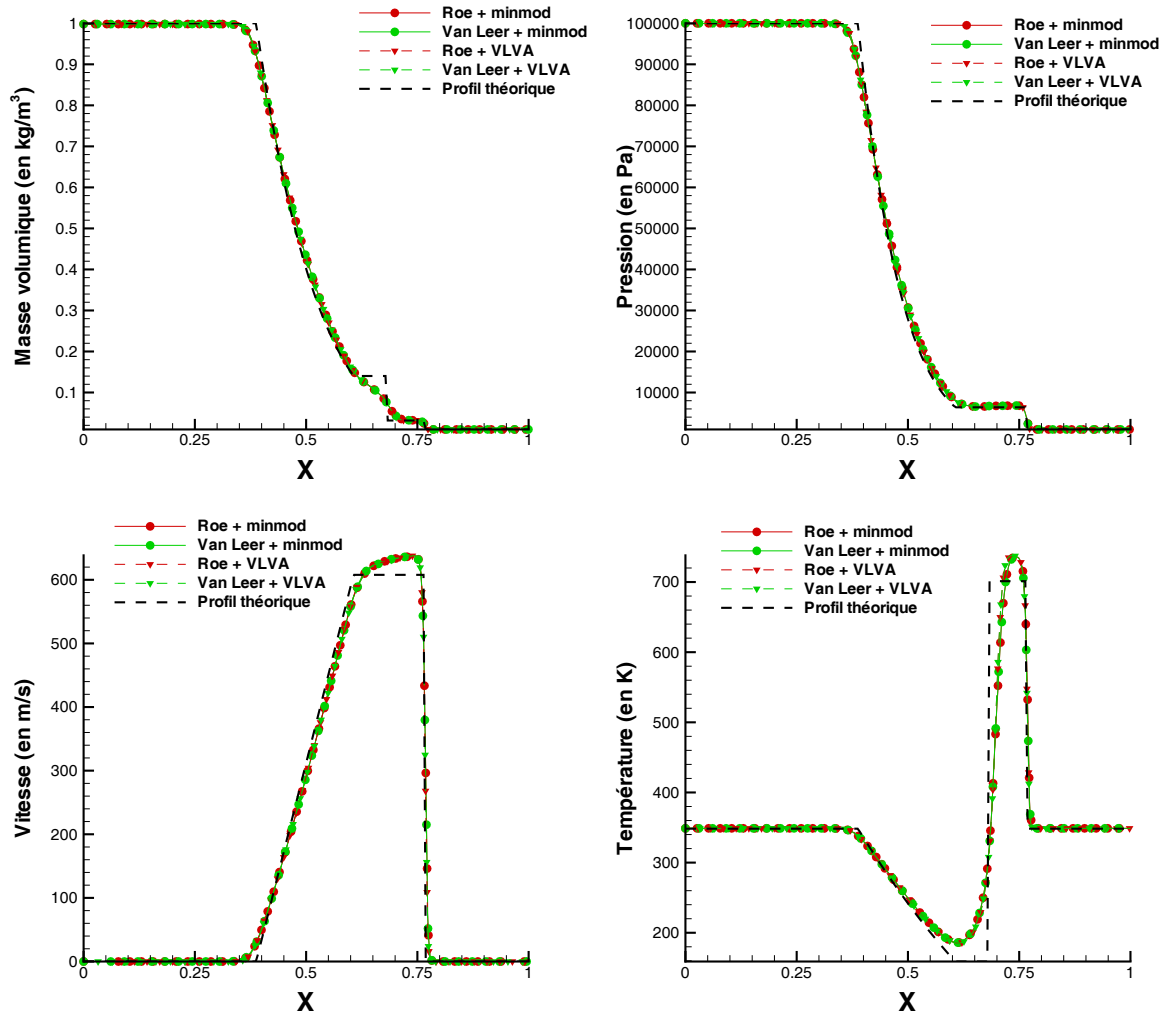 Roe + minmod
Van Leer + minmod
Roe + VLVA
Van Leer + VLVA
Profil théorique
Masse volumique (en kg/m³)
1
0.9
0.8
0.7
0.6
0.5
0.4
0.3
0.2
0.1
0 0.25 0.5 0.75 1
X
Roe + minmod
Van Leer + minmod
Roe + VLVA
Van Leer + VLVA
Profil théorique
Pression (en Pa)
100000
90000
80000
70000
60000
50000
40000
30000
20000
10000
0 0.25 0.5 0.75 1
X
Roe + minmod
Van Leer + minmod
Roe + VLVA
Van Leer + VLVA
Profil théorique
Vitesse (en m/s)
600
500
400
300
200
100
0
0 0.25 0.5 0.75 1
X
Roe + minmod
Van Leer + minmod
Roe + VLVA
Van Leer + VLVA
Profil théorique
Température (en K)
700
600
500
400
300
200
0 0.25 0.5 0.75 1
X